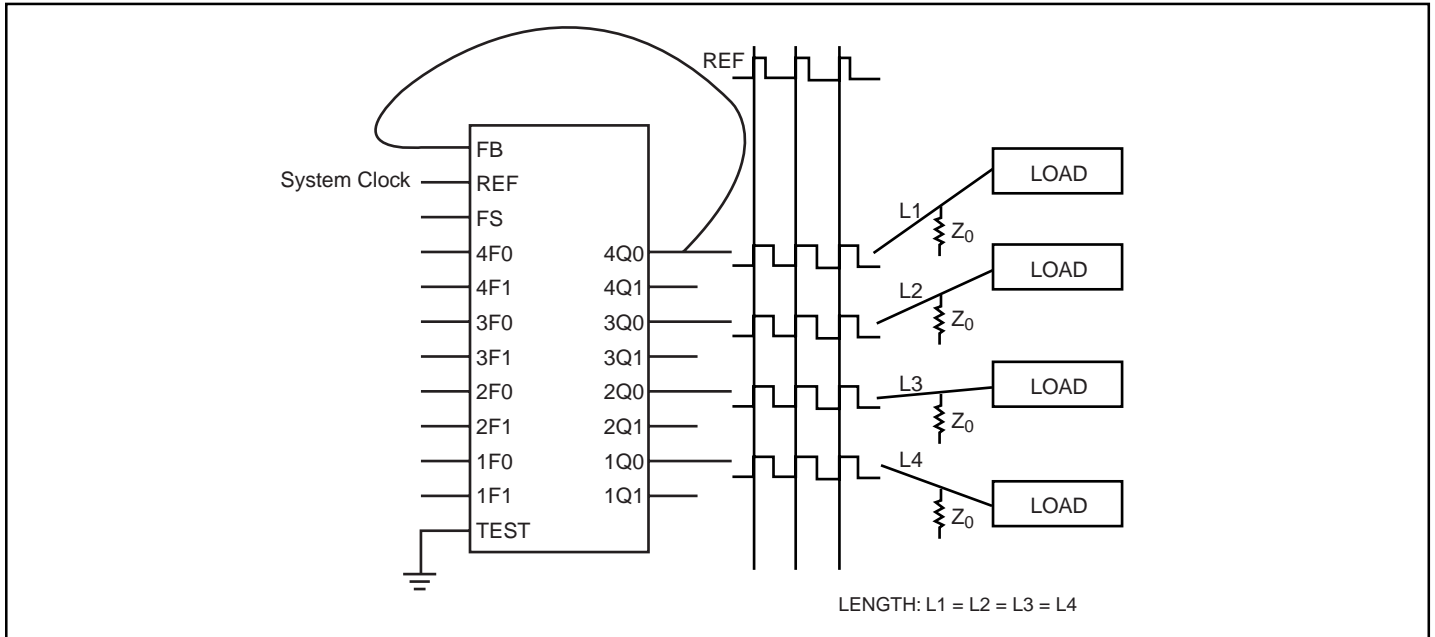 REF
FB
System Clock
REF
FS
4F0
4Q0
4F1
4Q1
3F0
3Q0
3F1
3Q1
2F0
2Q0
2F1
2Q1
1F0
1Q0
1F1
1Q1
TEST
LOAD
L1
Z0
LOAD
L2
Z0
LOAD
L3
Z0
L4
LOAD
Z0
LENGTH: L1 = L2 = L3 = L4